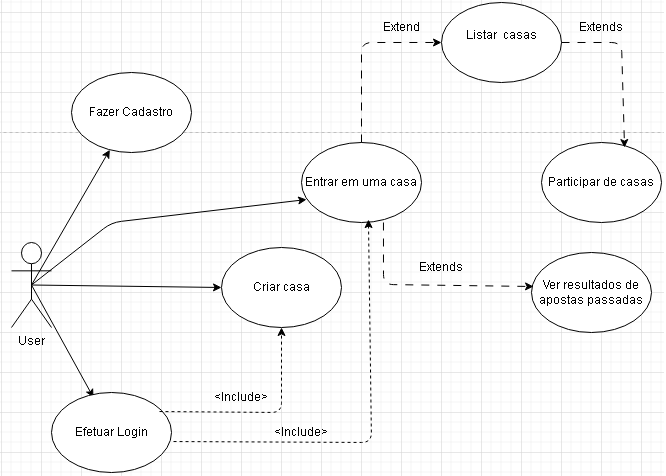 Extend
Listar casas
Extends
Fazer Cadastro
Entrar em uma casa
Participar de casas
Extends
Criar casa
Ver resultados de
apostas passadas
User
<Include>
Efetuar Login
<Include>